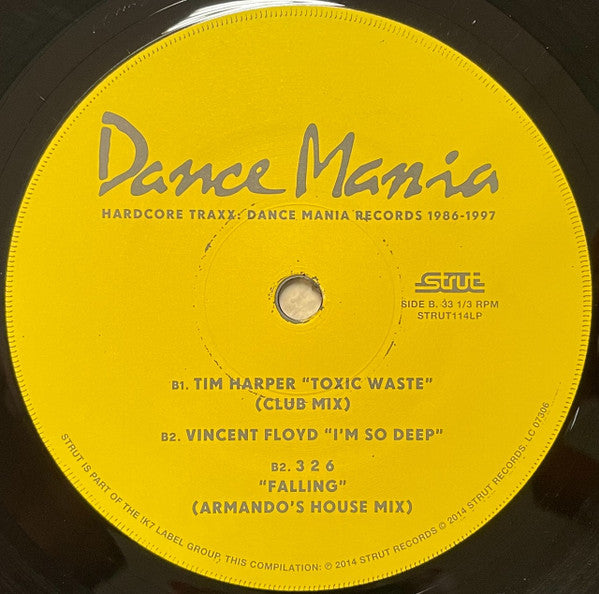 Dance Mania
HARDCORE TRAXX: DANCE MANIA RECORDS 1986-1997
STRUT
SIDE B. 33 1/3 RPM
STRUT114LP
B1. TIM HARPER “TOXIC WASTE”
(CLUB MIX)
B2. VINCENT FLOYD “I'M SO DEEP”
B2. 3 2 6
“FALLING”
(ARMANDO'S HOUSE MIX)
STRUT IS PART OF THE !K7 LABEL GROUP. THIS COMPILATION: ℗ 2014 STRUT RECORDS © 2014 STRUT RECORDS. LC 07306